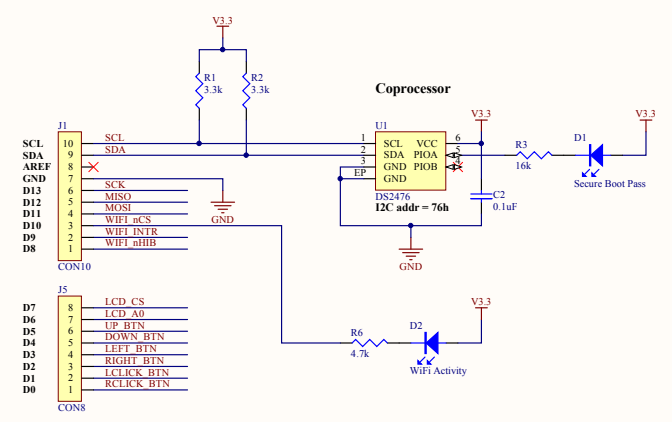 V3.3
R1
3.3k
R2
3.3k
Coprocessor
J1
SCL 10 SCL
SDA 9 SDA
AREF 8
GND 7
D13 6 SCK
D12 5 MISO
D11 4 MOSI
D10 3 WIFI_nCS
D9 2 WIFI_INTR
D8 1 WIFI_nHIB
CON10
GND
U1
1 SCL VCC 6
2 SDA PIOA 5
3 GND PIOB 4
EP GND
DS2476
I2C addr = 76h
V3.3
C2
0.1uF
GND
R3
16k
D1
Secure Boot Pass
V3.3
J5
D7 8 LCD_CS
D6 7 LCD_A0
D5 6 UP_BTN
D4 5 DOWN_BTN
D3 4 LEFT_BTN
D2 3 RIGHT_BTN
D1 2 LCLICK_BTN
D0 1 RCLICK_BTN
CON8
R6
4.7k
D2
WiFi Activity
V3.3